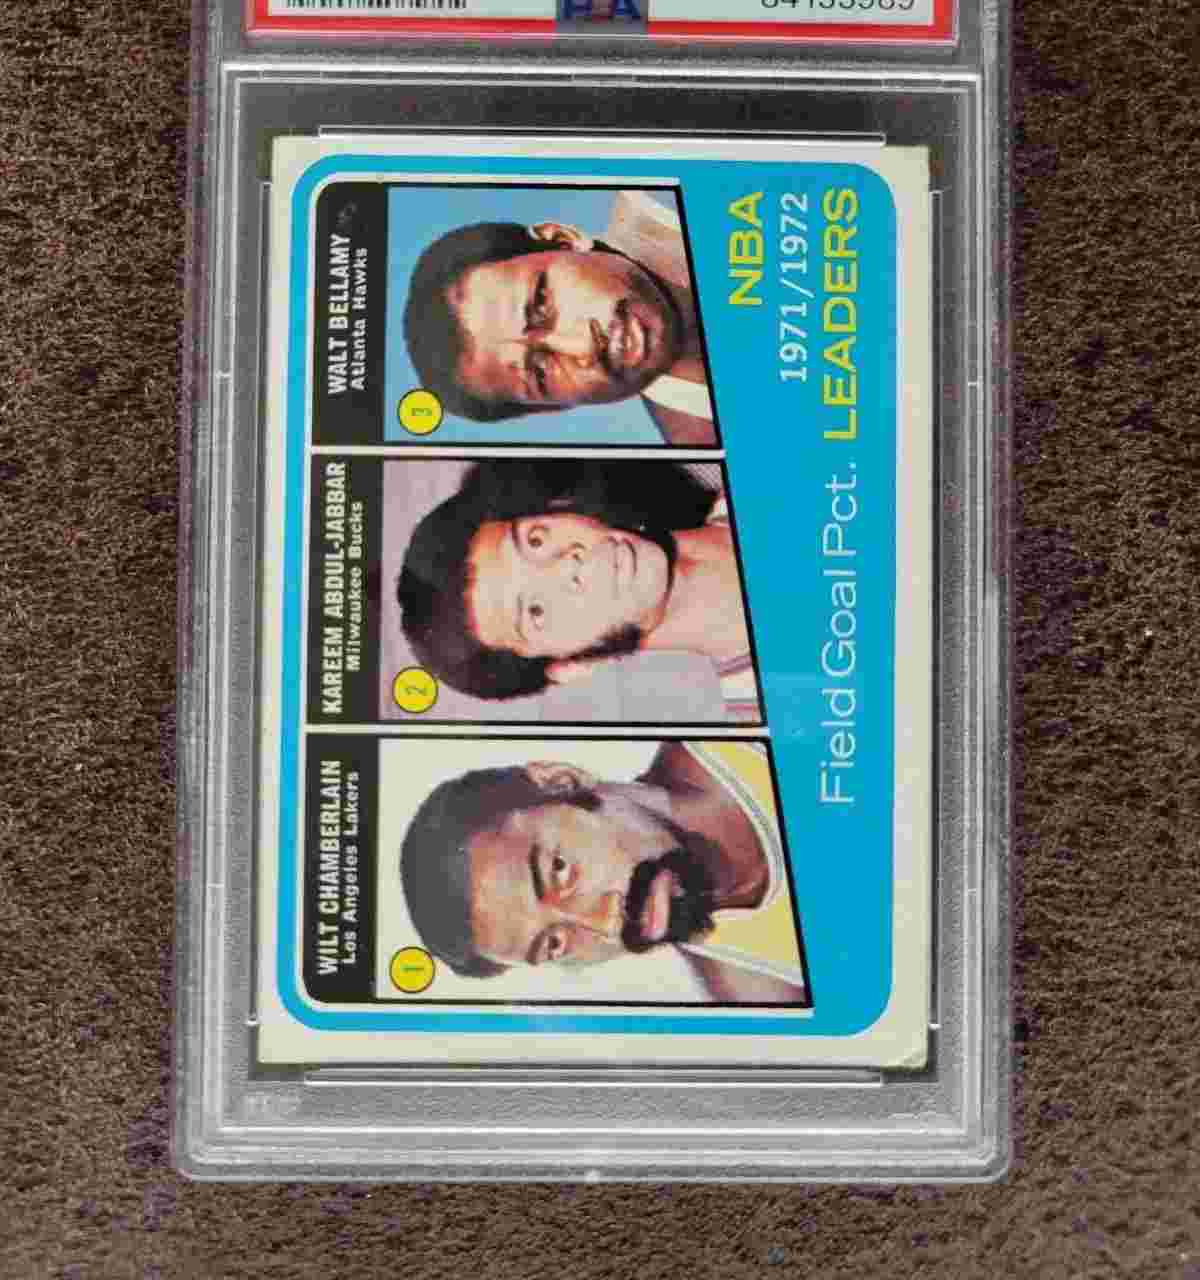 WILT CHAMBERLAIN
Los Angeles Lakers
1
KAREEM ABDUL-JABBAR
Milwaukee Bucks
2
WALT BELLAMY
Atlanta Hawks
3
NBA
1971/1972
Field Goal Pct. LEADERS